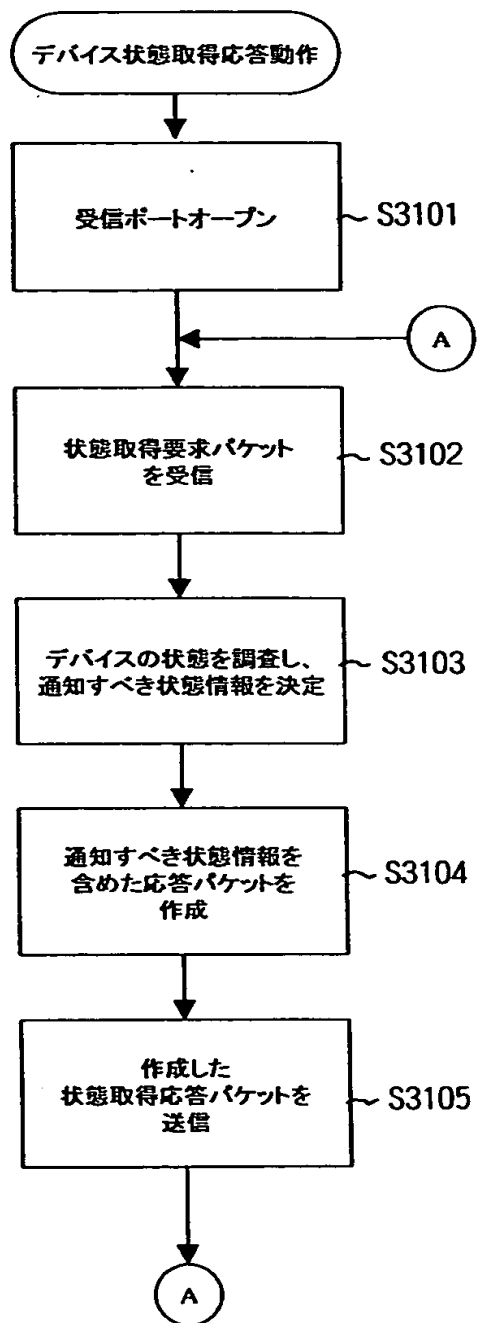 デバイス状態取得応答動作
受信ポートオープン
S3101
A
状態取得要求パケット
を受信
S3102
デバイスの状態を調査し、
通知すべき状態情報を決定
S3103
通知すべき状態情報を
含めた応答パケットを
作成
S3104
作成した
状態取得応答パケットを
送信
S3105
A